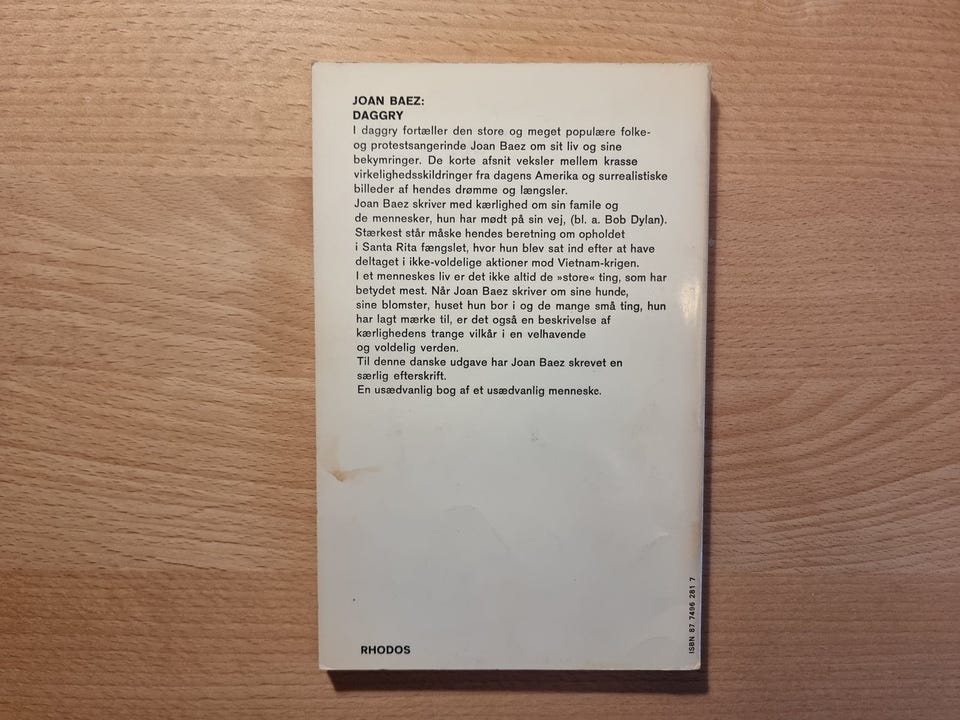 JOAN BAEZ:
DAGGRY
I daggry fortæller den store og meget populære folke-
og protestsangerinde Joan Baez om sit liv og sine
bekymringer. De korte afsnit veksler mellem krasse
virkelighedsskildringer fra dagens Amerika og surrealistiske
billeder af hendes drømme og længsler.
Joan Baez skriver med kærlighed om sin famile og
de mennesker, hun har mødt på sin vej, (bl. a. Bob Dylan).
Stærkest står måske hendes beretning om opholdet
i Santa Rita fængslet, hvor hun blev sat ind efter at have
deltaget i ikke-voldelige aktioner mod Vietnam-krigen.
I et menneskes liv er det ikke altid de »store« ting, som har
betydet mest. Når Joan Baez skriver om sine hunde,
sine blomster, huset hun bor i og de mange små ting, hun
har lagt mærke til, er det også en beskrivelse af
kærlighedens trange vilkår i en velhavende
og voldelig verden.
Til denne danske udgave har Joan Baez skrevet en
særlig efterskrift.
En usædvanlig bog af et usædvanlig menneske.
RHODOS
ISBN 87 7496 281 7